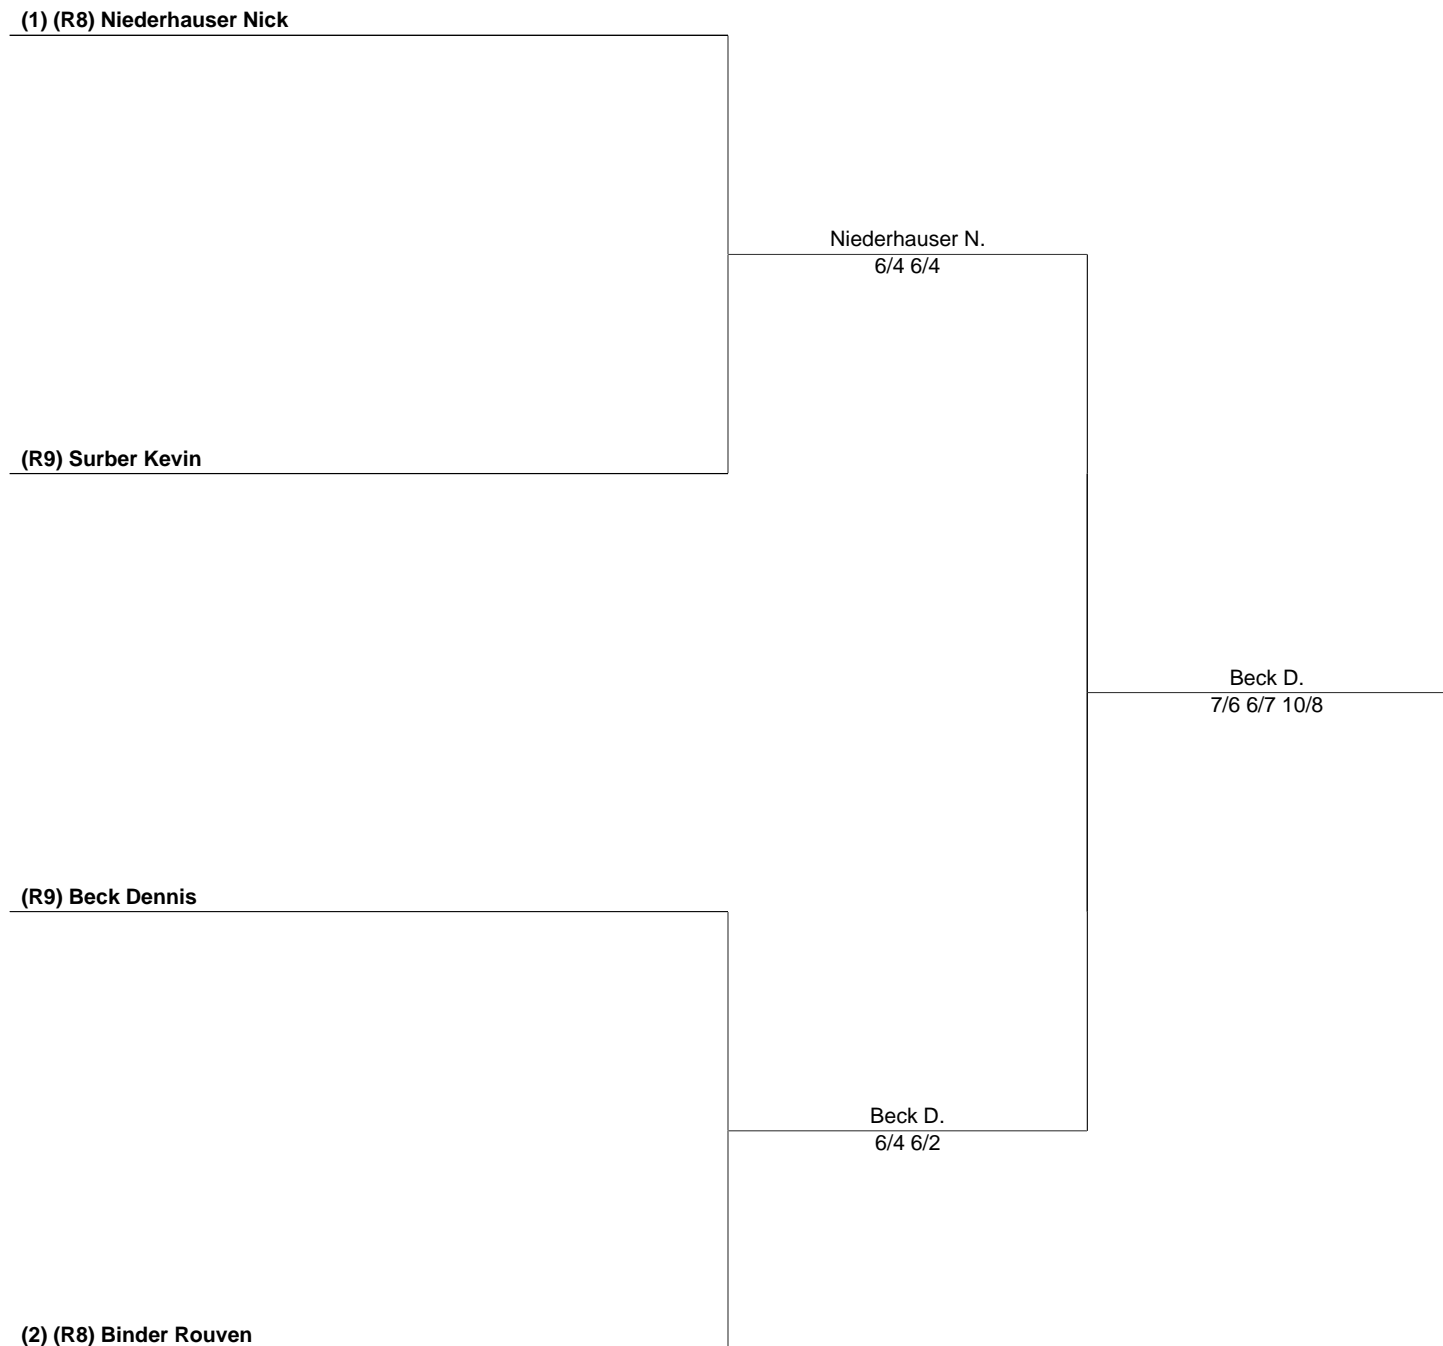 (1) (R8) Niederhauser Nick
Niederhauser N.
6/4 6/4
(R9) Surber Kevin
Beck D.
7/6 6/7 10/8
(R9) Beck Dennis
Beck D.
6/4 6/2
(2) (R8) Binder Rouven